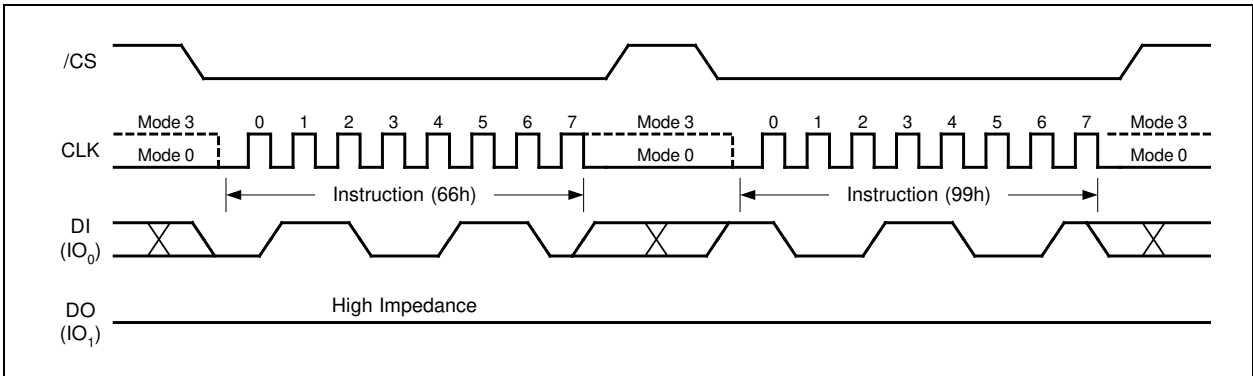 /CS
Mode 3 0 1 2 3 4 5 6 7 Mode 3 0 1 2 3 4 5 6 7 Mode 3
CLK
Mode 0 Mode 0 Mode 0
Instruction (66h) Instruction (99h)
DI
(IO0)
High Impedance
DO
(IO1)